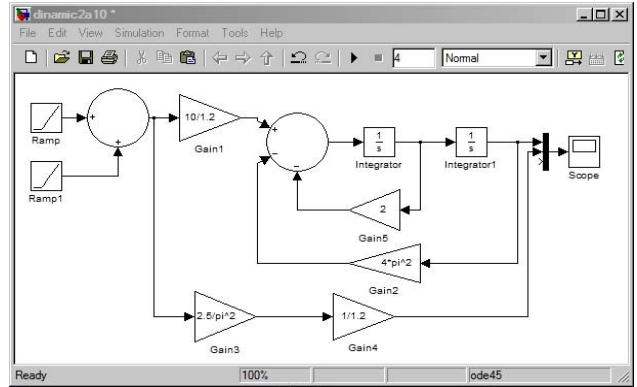 dinamic2a10 *
File Edit View Simulation Format Tools Help
4 Normal
Ramp
Ramp1
10/1.2
Gain1
1
s
Integrator
1
s
Integrator1
Scope
2
Gain5
4*pi^2
Gain2
2.5/pi^2
Gain3
1/1.2
Gain4
Ready 100% ode45